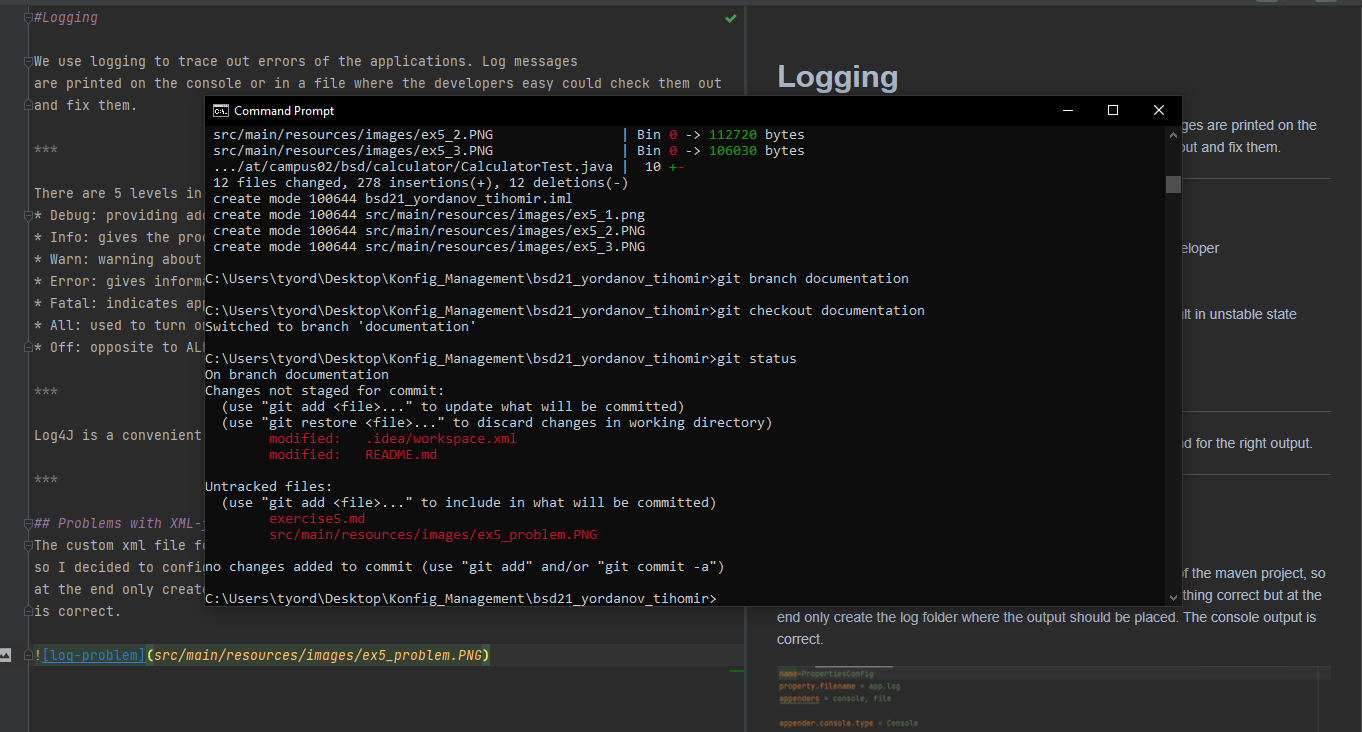 #Logging
We use logging to trace out errors of the applications. Log messages
are printed on the console or in a file where the developers easy could check them out
and fix them.
***
There are 5 levels in
* Debug: providing
* Info: gives the
* Warn: warning about
* Error: gives
* Fatal: indicates
* All: used to turn
* Off: opposite to
***
Log4J is a convenient
***
## Problems with
The custom xml file
so I decided to
at the end only
is correct.
![log-problem](src/main/resources/images/ex5_problem.PNG)
Command Prompt
src/main/resources/images/ex5_2.PNG | Bin 0 -> 112720 bytes
src/main/resources/images/ex5_3.PNG | Bin 0 -> 106030 bytes
.../at/campus02/bsd/calculator/CalculatorTest.java | 10 +-
12 files changed, 278 insertions(+), 12 deletions(-)
create mode 100644 bsd21_yordanov_tihomir.iml
create mode 100644 src/main/resources/images/ex5_1.png
create mode 100644 src/main/resources/images/ex5_2.PNG
create mode 100644 src/main/resources/images/ex5_3.PNG
C:\Users\tyord\Desktop\Konfig_Management\bsd21_yordanov_tihomir>git branch documentation
C:\Users\tyord\Desktop\Konfig_Management\bsd21_yordanov_tihomir>git checkout documentation
Switched to branch 'documentation'
C:\Users\tyord\Desktop\Konfig_Management\bsd21_yordanov_tihomir>git status
On branch documentation
Changes not staged for commit:
(use "git add <file>..." to update what will be committed)
(use "git restore <file>..." to discard changes in working directory)
modified: .idea/workspace.xml
modified: README.md
Untracked files:
(use "git add <file>..." to include in what will be committed)
exercise5.md
src/main/resources/images/ex5_problem.PNG
no changes added to commit (use "git add" and/or "git commit -a")
C:\Users\tyord\Desktop\Konfig_Management\bsd21_yordanov_tihomir>
Logging
are printed on the
and fix them.
in unstable state
for the right output.
of the maven project, so
correct but at the
end only create the log folder where the output should be placed. The console output is
correct.
name=PropertiesConfig
property.filename = app.log
appenders = console, file
appender.console.type = Console